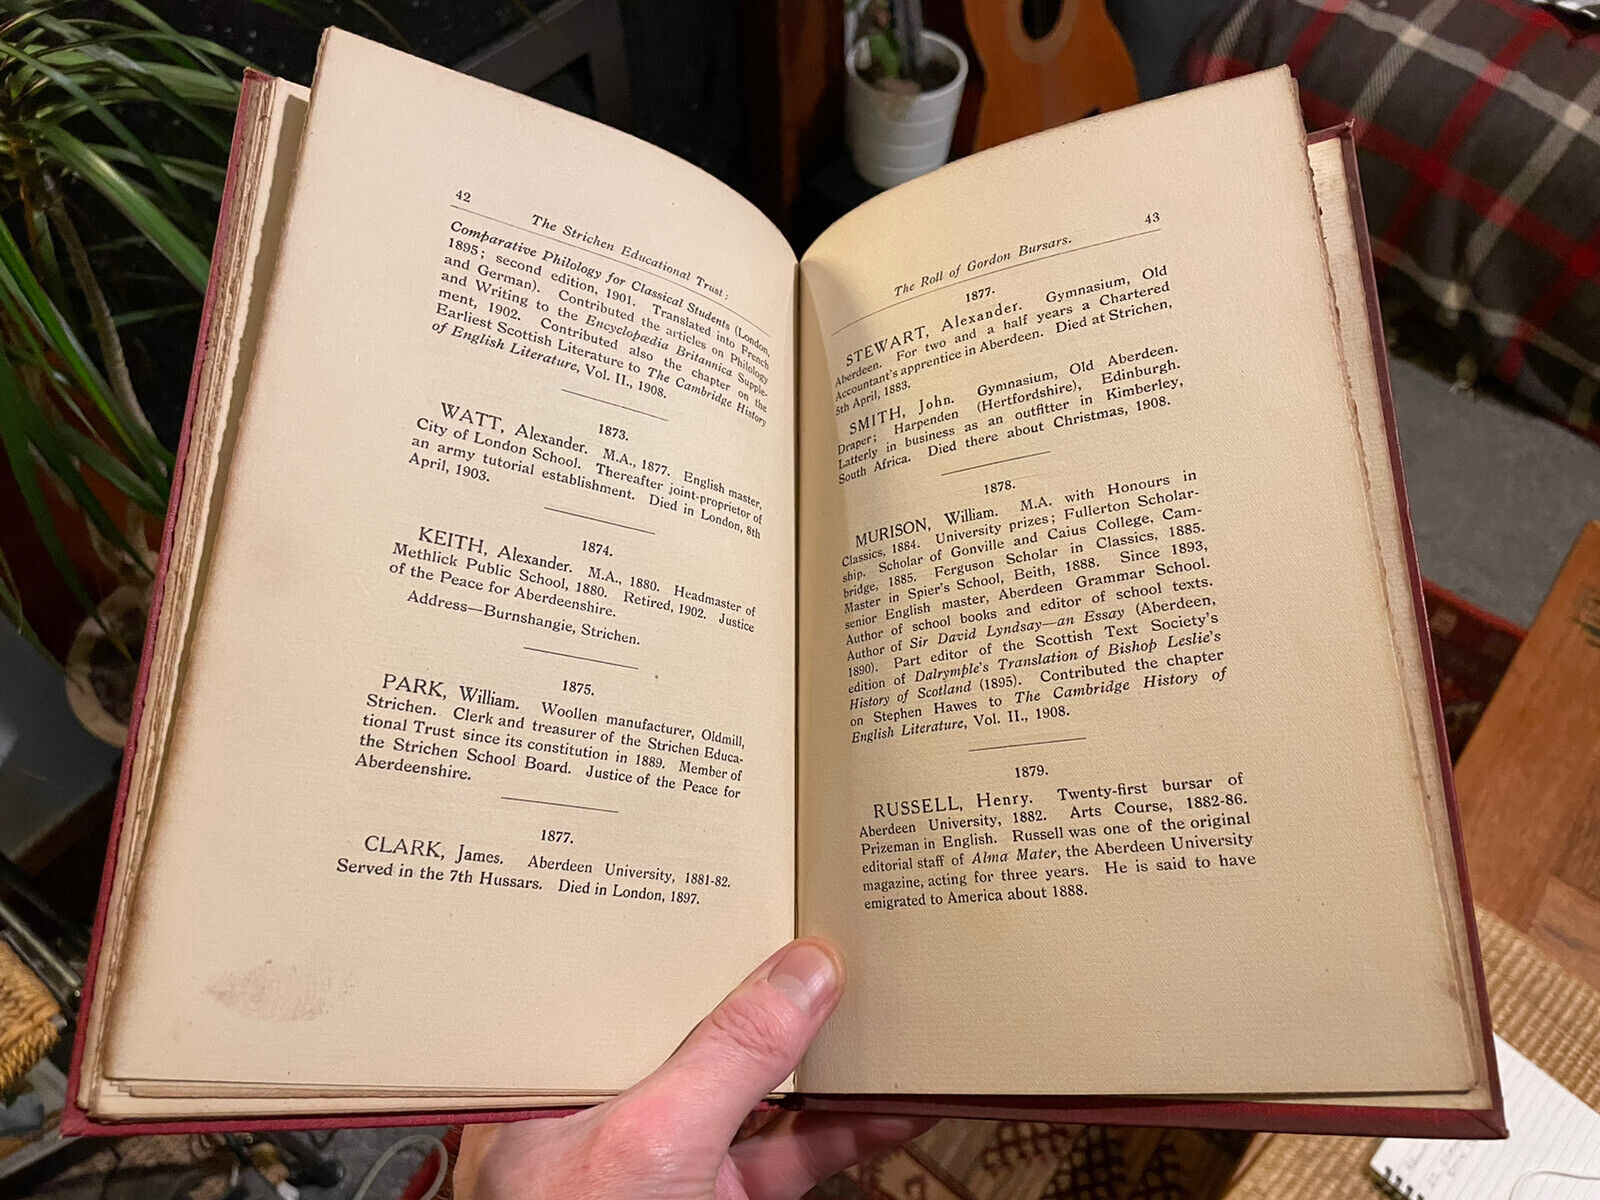 42
The Strichen Educational Trust:
Comparative Philology for Classical Students (London,
1895; second edition, 1901. Translated into French
and German). Contributed the articles on Philology
and Writing to the Encyclopædia Britannica Supple-
ment, 1902. Contributed also the chapter on the
Earliest Scottish Literature to The Cambridge History
of English Literature, Vol. II., 1908.
1873.
WATT, Alexander. M.A., 1877. English master,
City of London School. Thereafter joint-proprietor of
an army tutorial establishment. Died in London, 8th
April, 1903.
1874.
KEITH, Alexander. M.A., 1880. Headmaster of
Methlick Public School, 1880. Retired, 1902. Justice
of the Peace for Aberdeenshire.
Address—Burnshangie, Strichen.
1875.
PARK, William. Woollen manufacturer, Oldmill,
Strichen. Clerk and treasurer of the Strichen Educa-
tional Trust since its constitution in 1889. Member of
the Strichen School Board. Justice of the Peace for
Aberdeenshire.
1877.
CLARK, James. Aberdeen University, 1881-82.
Served in the 7th Hussars. Died in London, 1897.
43
The Roll of Gordon Bursars.
1877.
STEWART, Alexander. Gymnasium, Old
Aberdeen. For two and a half years a Chartered
Accountant's apprentice in Aberdeen. Died at Strichen,
5th April, 1883.
SMITH, John. Gymnasium, Old Aberdeen.
Draper; Harpenden (Hertfordshire), Edinburgh.
Latterly in business as an outfitter in Kimberley,
South Africa. Died there about Christmas, 1908.
1878.
MURISON, William. M.A. with Honours in
Classics, 1884. University prizes; Fullerton Scholar-
ship. Scholar of Gonville and Caius College, Cam-
bridge, 1885. Ferguson Scholar in Classics, 1885.
Master in Spier's School, Beith, 1888. Since 1893,
senior English master, Aberdeen Grammar School.
Author of school books and editor of school texts.
Author of Sir David Lyndsay—an Essay (Aberdeen,
1890). Part editor of the Scottish Text Society's
edition of Dalrymple's Translation of Bishop Leslie's
History of Scotland (1895). Contributed the chapter
on Stephen Hawes to The Cambridge History of
English Literature, Vol. II., 1908.
1879.
RUSSELL, Henry. Twenty-first bursar of
Aberdeen University, 1882. Arts Course, 1882-86.
Prizeman in English. Russell was one of the original
editorial staff of Alma Mater, the Aberdeen University
magazine, acting for three years. He is said to have
emigrated to America about 1888.